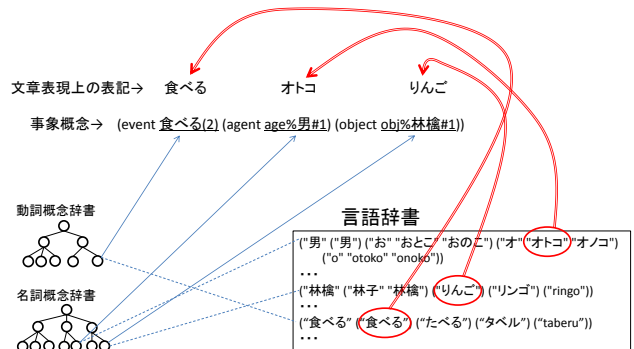 文章表現上の表記→ 食べる オトコ りんご
事象概念→ (event 食べる(2) (agent age%男#1) (object obj%林檎#1))
動詞概念辞書
言語辞書
("男" ("男") ("お" "おとこ" "おのこ") ("オ" "オトコ" "オノコ")
("o" "otoko" "onoko"))
・・・
("林檎" ("林子" "林檎") ("りんご") ("リンゴ") ("ringo"))
・・・
名詞概念辞書
("食べる" ("食べる") ("たべる") ("タベル") ("taberu"))
・・・